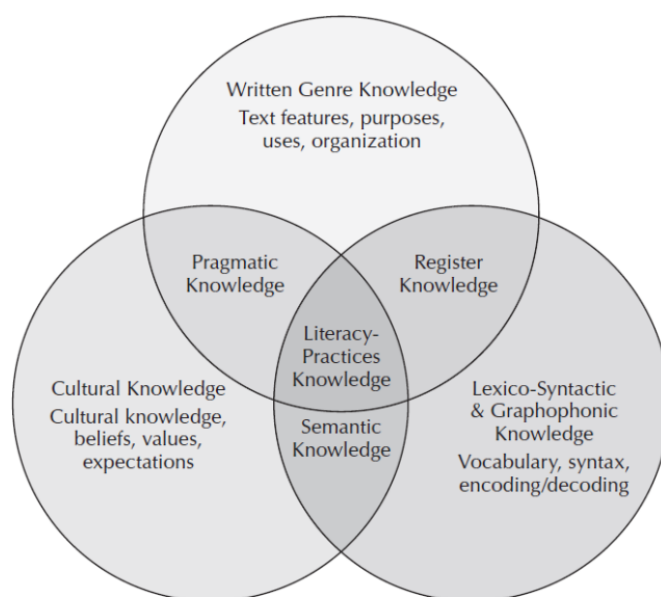 Written Genre Knowledge
Text features, purposes,
uses, organization
Pragmatic
Knowledge
Register
Knowledge
Literacy-
Practices
Knowledge
Cultural Knowledge
Cultural knowledge,
beliefs, values,
expectations
Semantic
Knowledge
Lexico-Syntactic
& Graphophonic
Knowledge
Vocabulary, syntax,
encoding/decoding